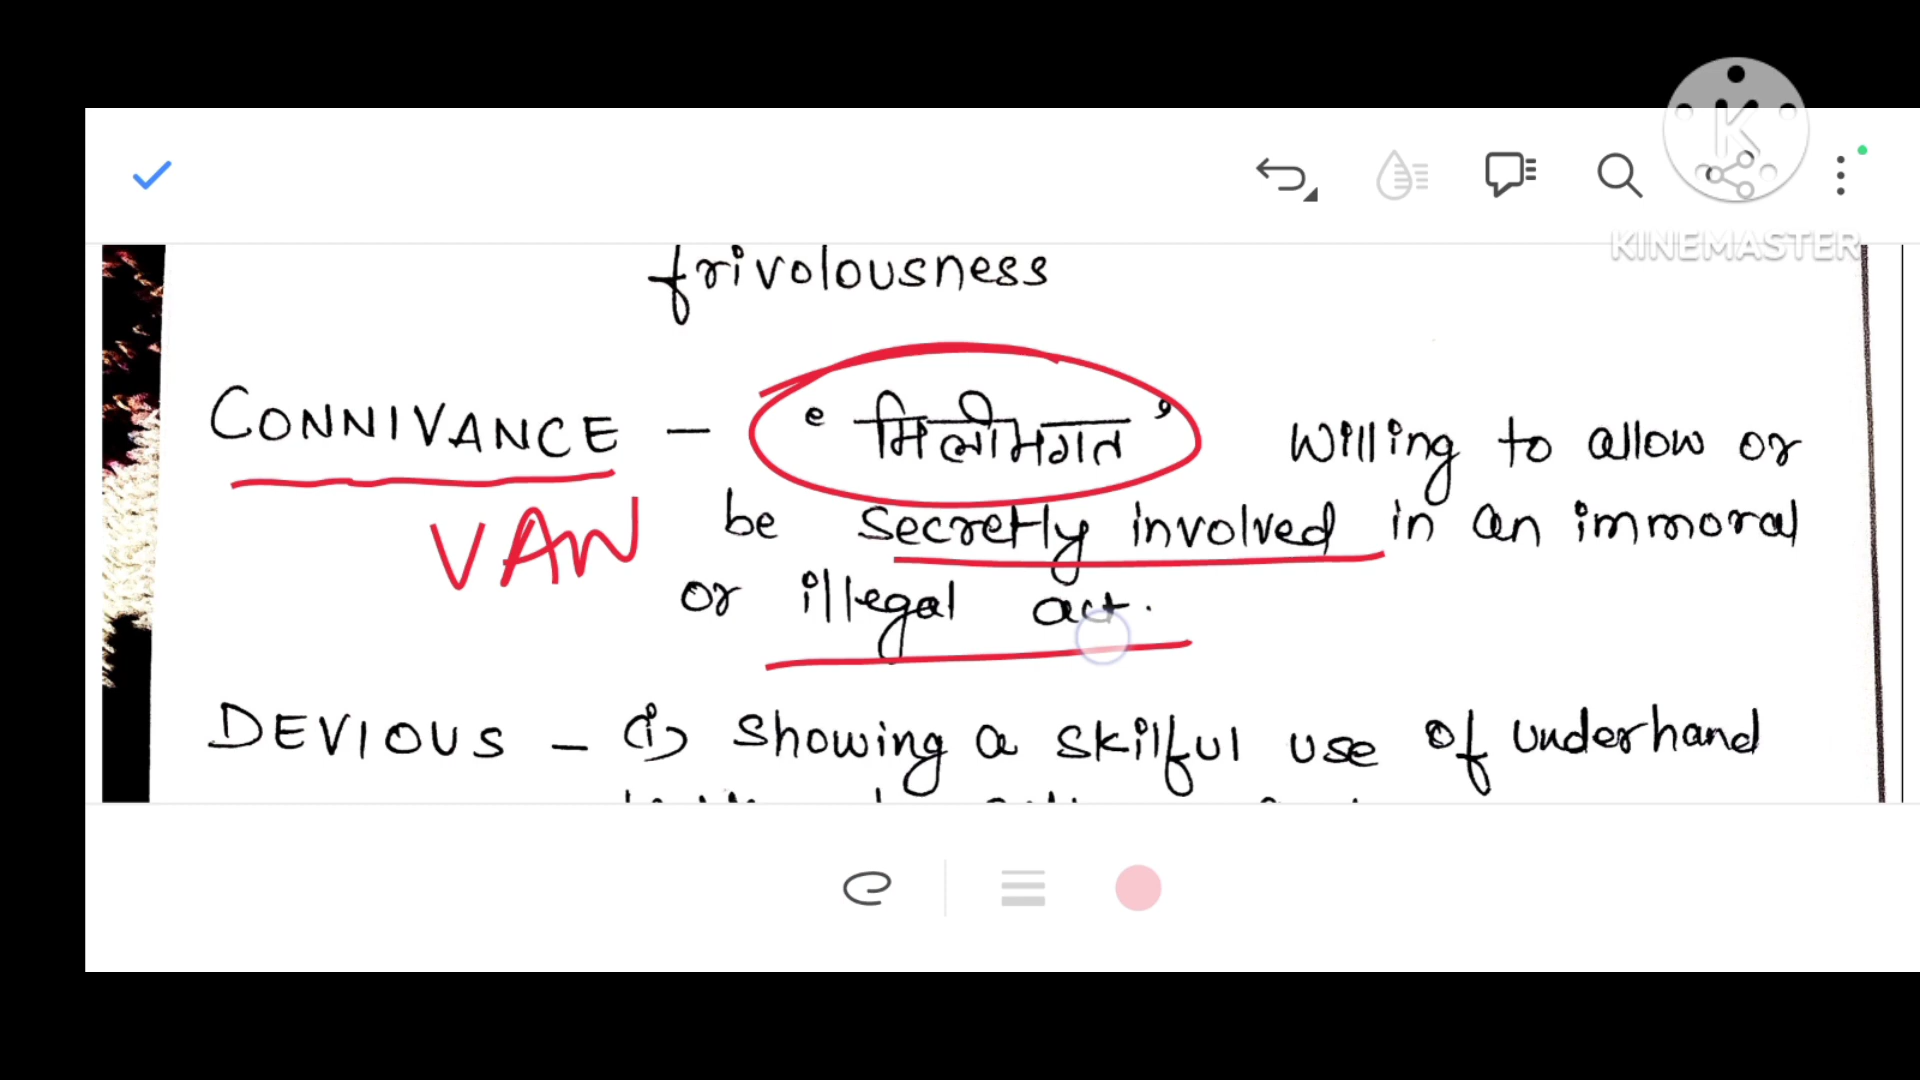 KINEMASTER
frivolousness
CONNIVANCE - ' मिलीभगत ' Willing to allow or
VAN be secretly involved in an immoral
or illegal act.
DEVIOUS - (i) Showing a skilful use of underhand